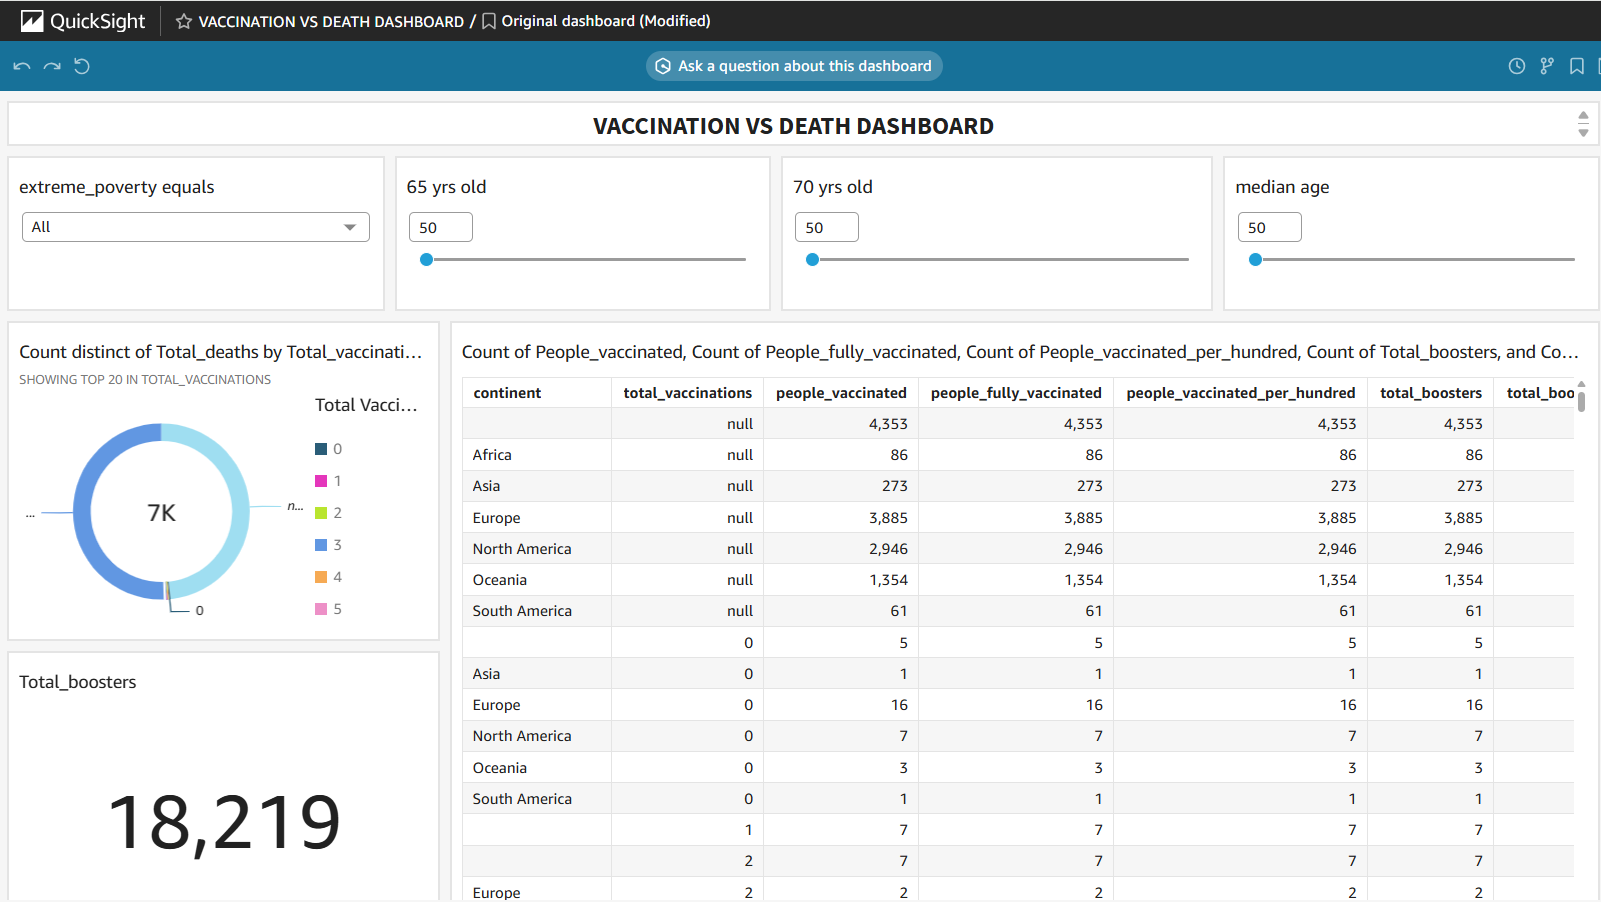 QuickSight VACCINATION VS DEATH DASHBOARD / Original dashboard (Modified)
Ask a question about this dashboard
VACCINATION VS DEATH DASHBOARD
extreme_poverty equals
All
65 yrs old
50
70 yrs old
50
median age
50
Count distinct of Total_deaths by Total_vaccinati...
SHOWING TOP 20 IN TOTAL_VACCINATIONS
Total Vacci...
0
1
2
3
4
5
7K
...
n...
0
Total_boosters
18,219
Count of People_vaccinated, Count of People_fully_vaccinated, Count of People_vaccinated_per_hundred, Count of Total_boosters, and Co...
continent total_vaccinations people_vaccinated people_fully_vaccinated people_vaccinated_per_hundred total_boosters total_boo
null 4,353 4,353 4,353 4,353
Africa null 86 86 86 86
Asia null 273 273 273 273
Europe null 3,885 3,885 3,885 3,885
North America null 2,946 2,946 2,946 2,946
Oceania null 1,354 1,354 1,354 1,354
South America null 61 61 61 61
0 5 5 5 5
Asia 0 1 1 1 1
Europe 0 16 16 16 16
North America 0 7 7 7 7
Oceania 0 3 3 3 3
South America 0 1 1 1 1
1 7 7 7 7
2 7 7 7 7
Europe 2 2 2 2 2